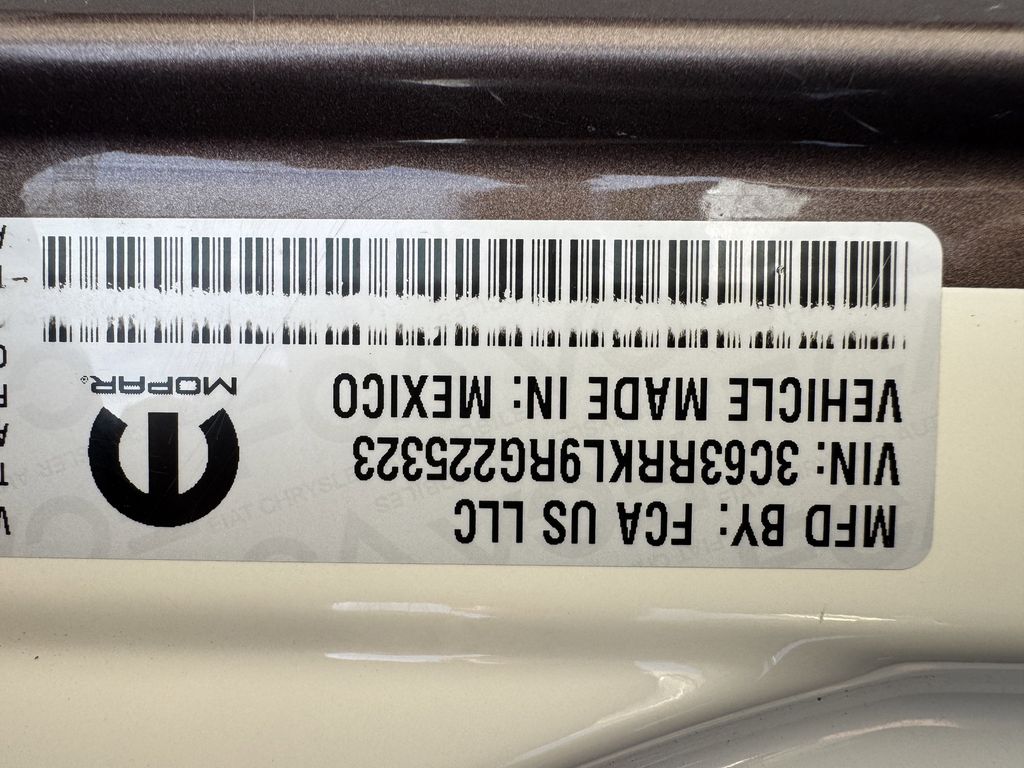 MFD BY: FCA US LLC
VIN: 3C63RRKL9RG225323
VEHICLE MADE IN: MEXICO
MOPAR